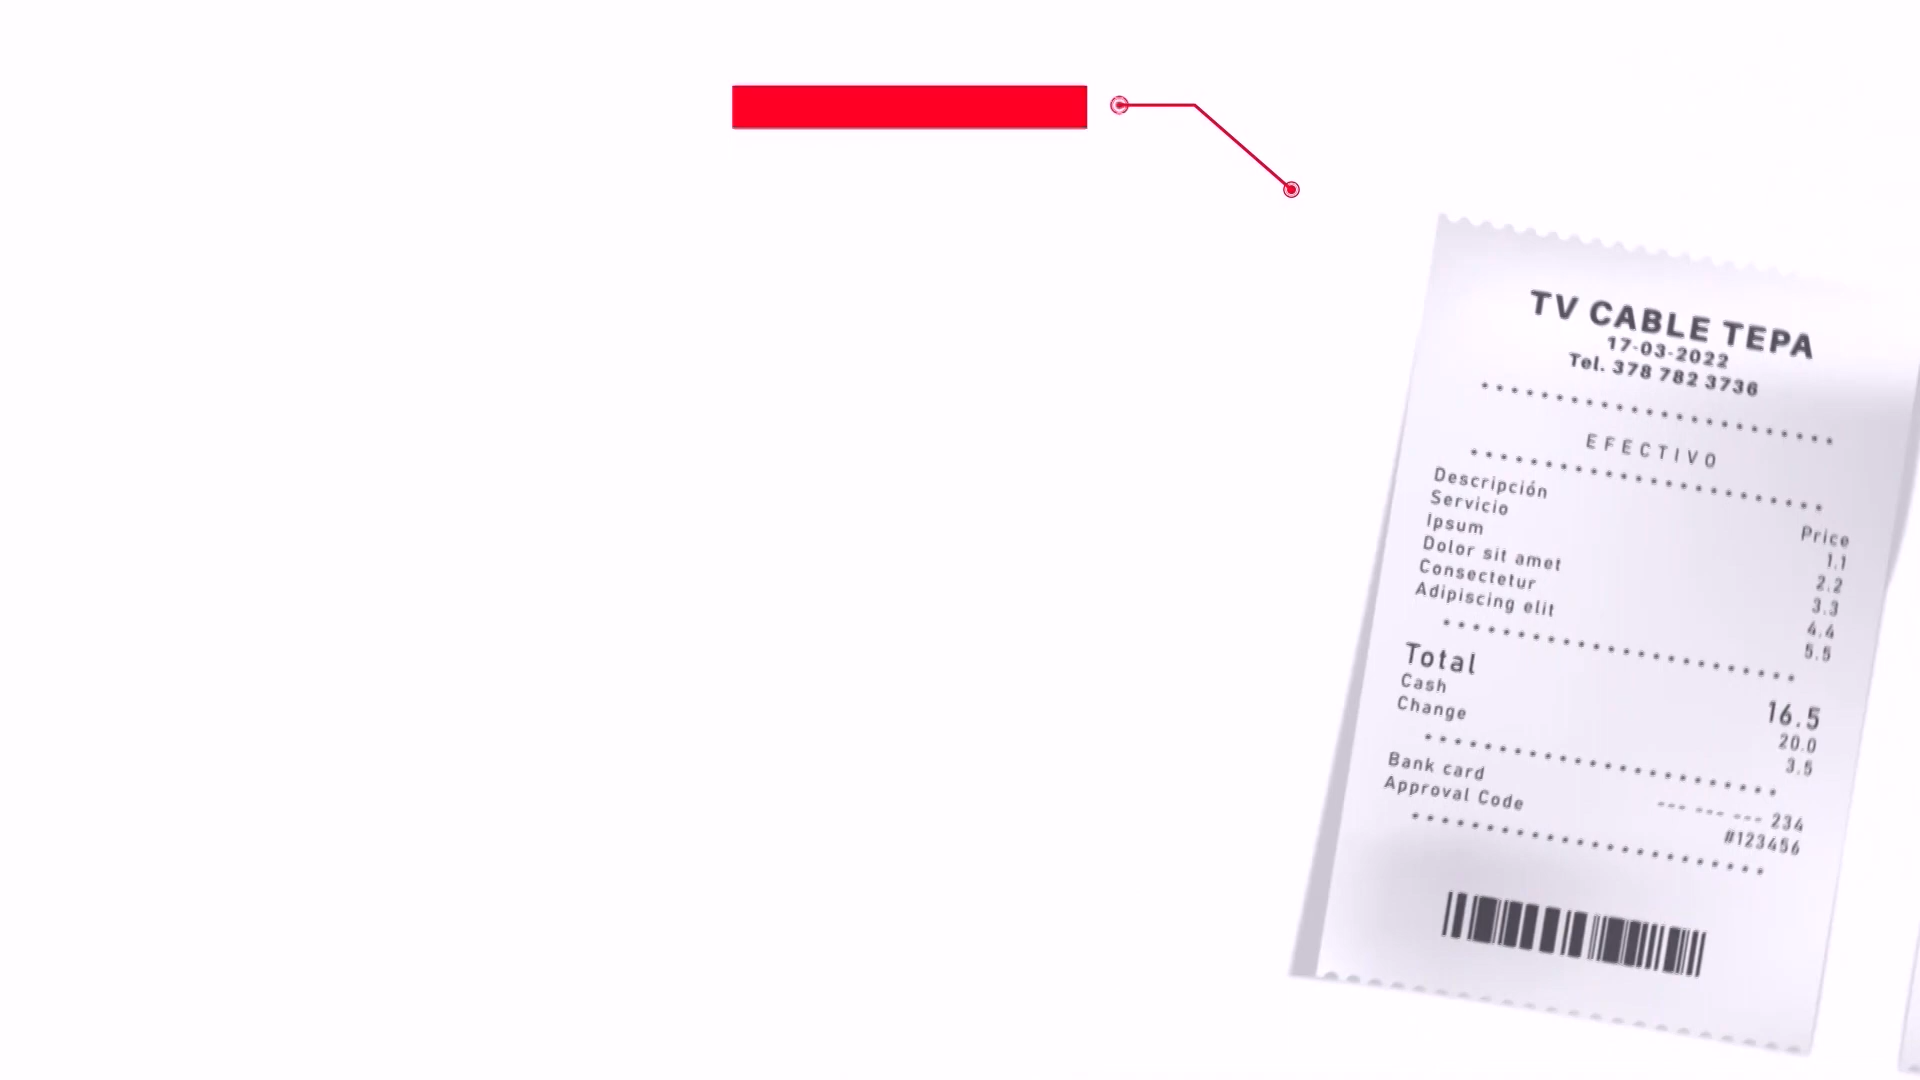 TV CABLE TEPA
17-03-2022
Tel. 378 782 3736
EFECTIVO
Descripción Price
Servicio 1.1
Ipsum 2.2
Dolor sit amet 3.3
Consectetur 4.4
Adipiscing elit 5.5
Total 16.5
Cash 20.0
Change 3.5
Bank card --- --- --- 234
Approval Code #123456